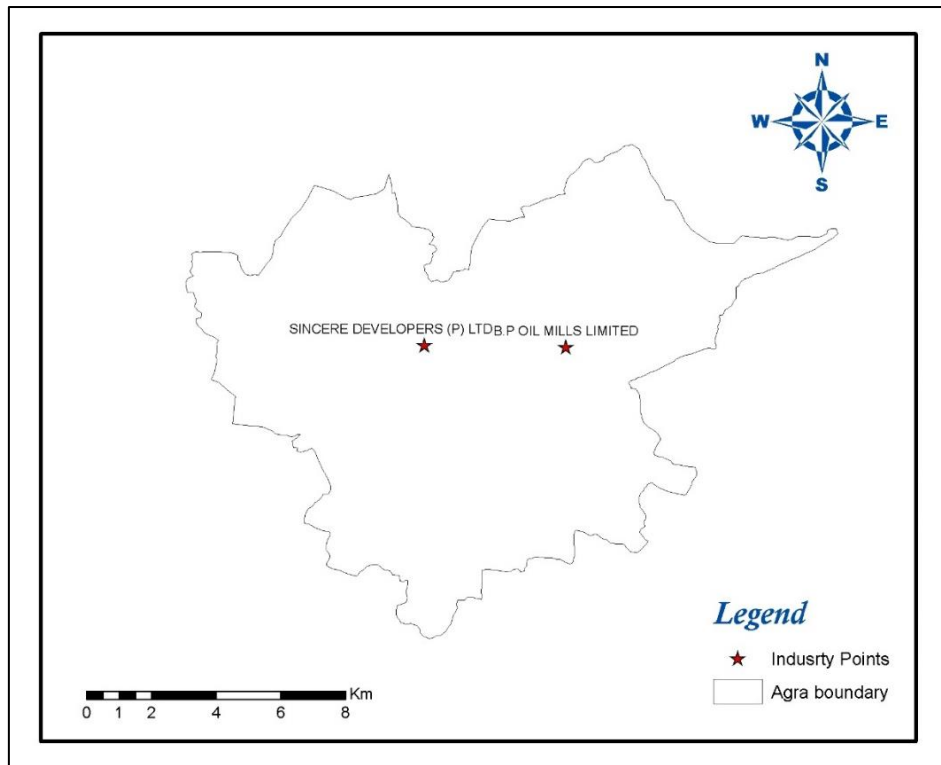 N
W E
S
SINCERE DEVELOPERS (P) LTD B.P OIL MILLS LIMITED
Legend
Indusrty Points
Agra boundary
Km
0 1 2 4 6 8